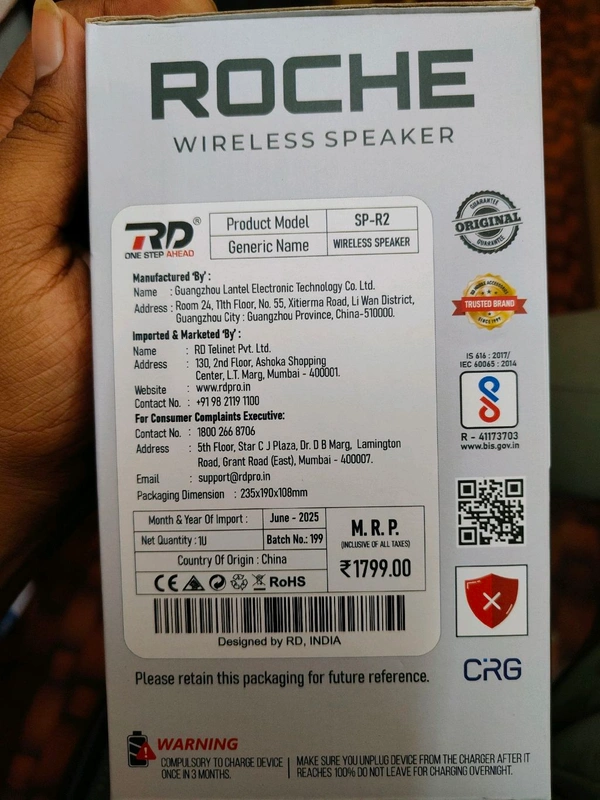 ROCHE
WIRELESS SPEAKER
RD®
ONE STEP AHEAD
Product Model SP-R2
Generic Name WIRELESS SPEAKER
Manufactured 'By' :
Name : Guangzhou Lantel Electronic Technology Co. Ltd.
Address : Room 24, 11th Floor, No. 55, Xitierma Road, Li Wan District,
Guangzhou City : Guangzhou Province, China-510000.
Imported & Marketed 'By' :
Name : RD Telinet Pvt. Ltd.
Address : 130, 2nd Floor, Ashoka Shopping
Center, L.T. Marg, Mumbai - 400001.
Website : www.rdpro.in
Contact No. : +91 98 2119 1100
For Consumer Complaints Executive:
Contact No. : 1800 266 8706
Address : 5th Floor, Star C J Plaza, Dr. D B Marg, Lamington
Road, Grant Road (East), Mumbai - 400007.
Email : support@rdpro.in
Packaging Dimension : 235x190x108mm
Month & Year Of Import : June - 2025
Net Quantity : 1U Batch No.: 199
Country Of Origin : China
CE RoHS
M. R. P.
(INCLUSIVE OF ALL TAXES)
₹1799.00
Designed by RD, INDIA
GUARANTEE
ORIGINAL
GUARANTEE
TRUSTED BRAND
IS 616 : 2017/
IEC 60065 : 2014
R - 41173703
www.bis.gov.in
CRG
Please retain this packaging for future reference.
WARNING
COMPULSORY TO CHARGE DEVICE
ONCE IN 3 MONTHS.
MAKE SURE YOU UNPLUG DEVICE FROM THE CHARGER AFTER IT
REACHES 100% DO NOT LEAVE FOR CHARGING OVERNIGHT.